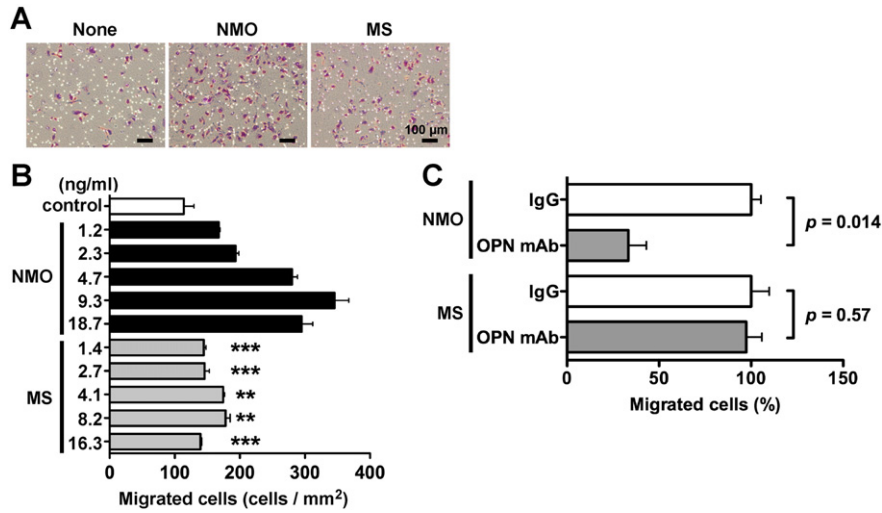 A
None NMO MS
100 µm
B
(ng/ml)
control
NMO
1.2
2.3
4.7
9.3
18.7
MS
1.4 ***
2.7 ***
4.1 **
8.2 **
16.3 ***
0 100 200 300 400
Migrated cells (cells / mm²)
C
NMO
IgG
OPN mAb
p = 0.014
MS
IgG
OPN mAb
p = 0.57
0 50 100 150
Migrated cells (%)